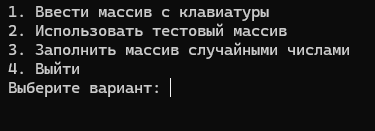 1. Ввести массив с клавиатуры
2. Использовать тестовый массив
3. Заполнить массив случайными числами
4. Выйти
Выберите вариант: